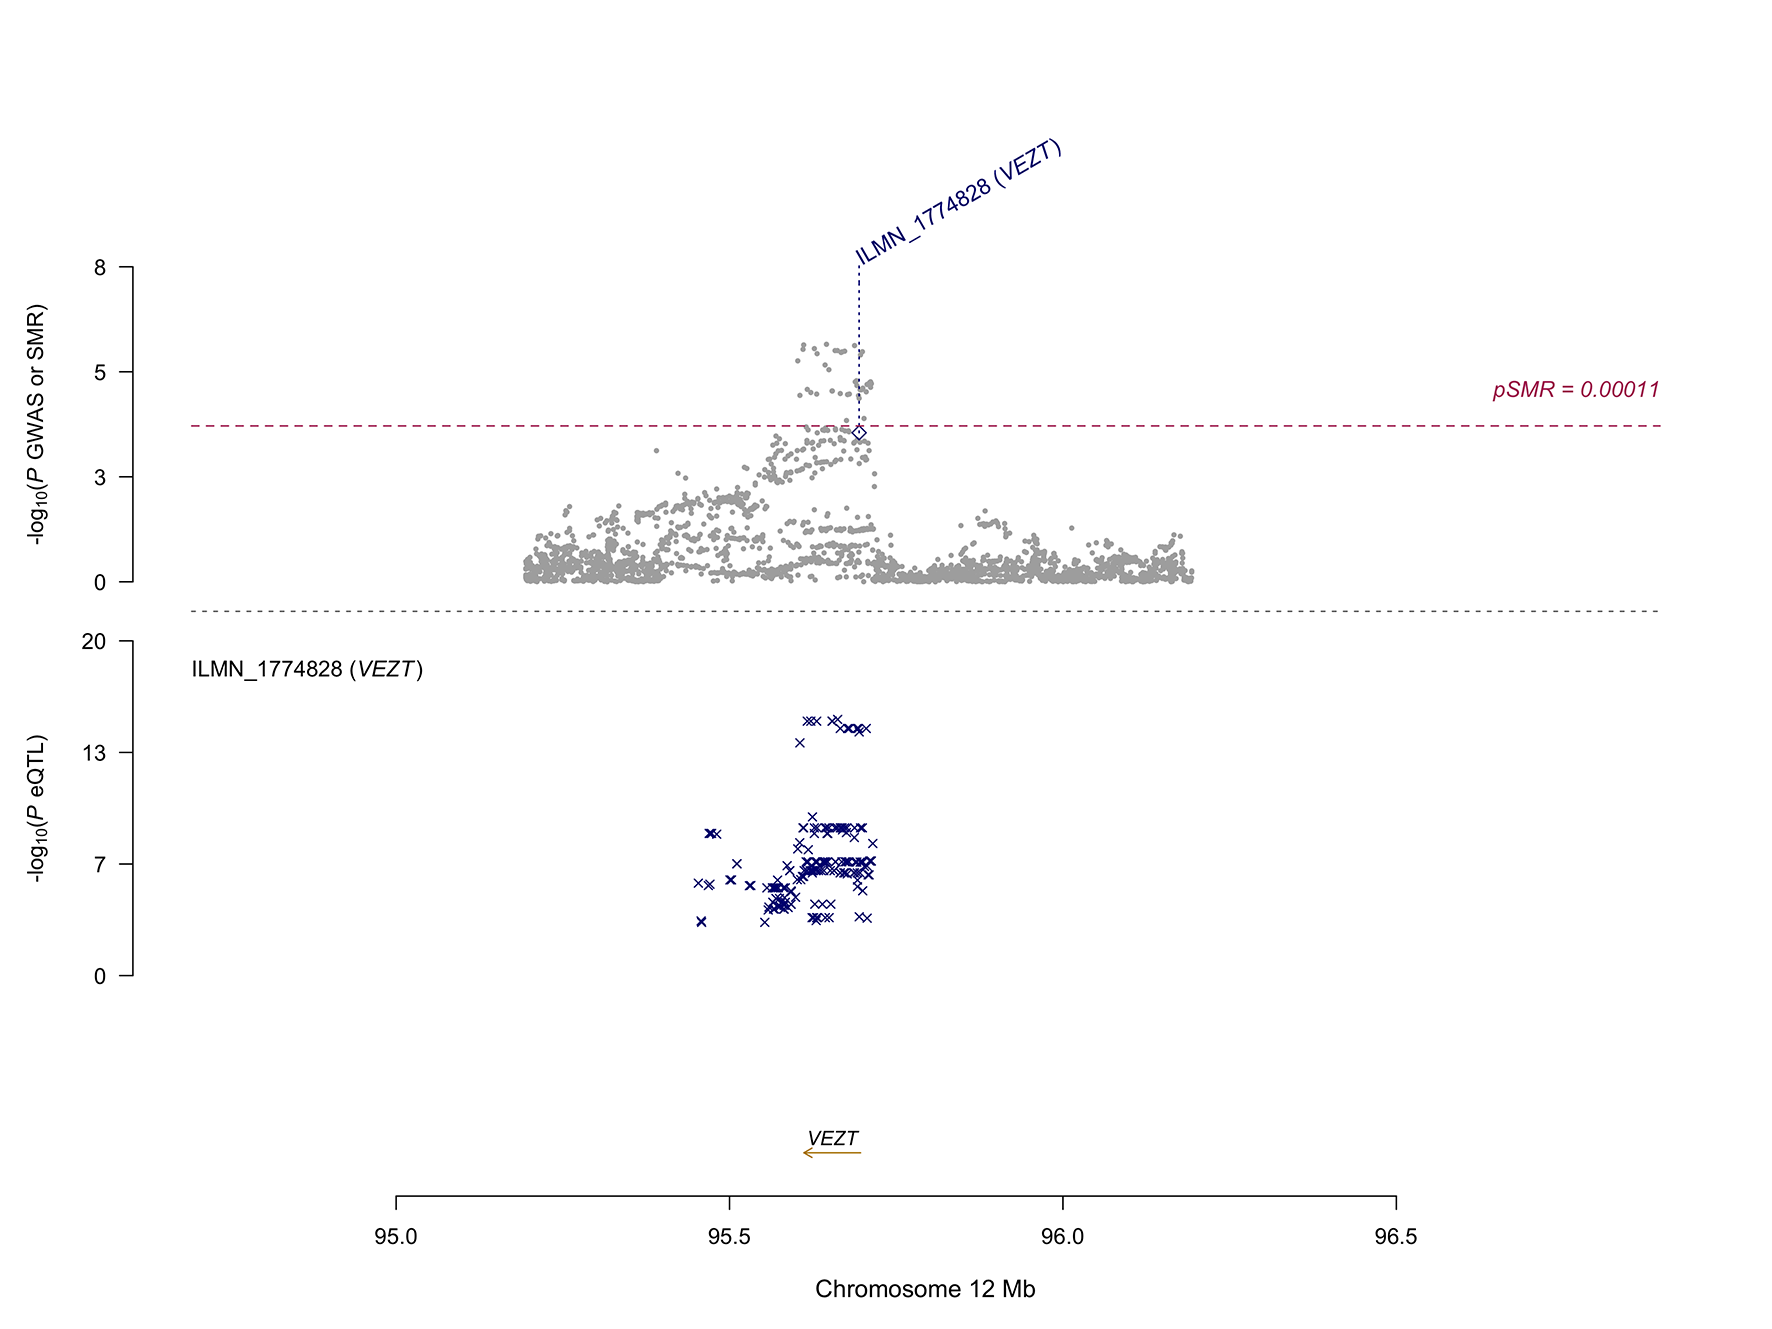 ILMN_1774828 (VEZT)
8
5
3
0
-log10(P GWAS or SMR)
pSMR = 0.00011
20
13
7
0
-log10(P eQTL)
ILMN_1774828 (VEZT)
VEZT
95.0 95.5 96.0 96.5
Chromosome 12 Mb